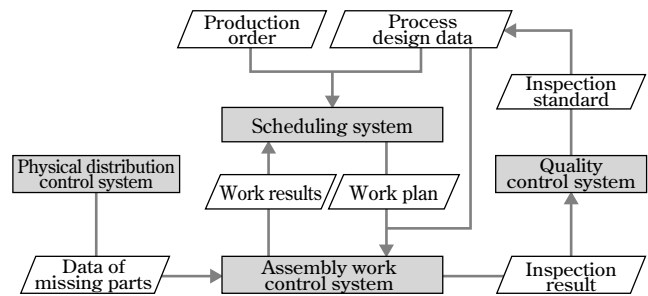 Production
order
Process
design data
Inspection
standard
Scheduling system
Physical distribution
control system
Quality
control system
Work results
Work plan
Data of
missing parts
Assembly work
control system
Inspection
result